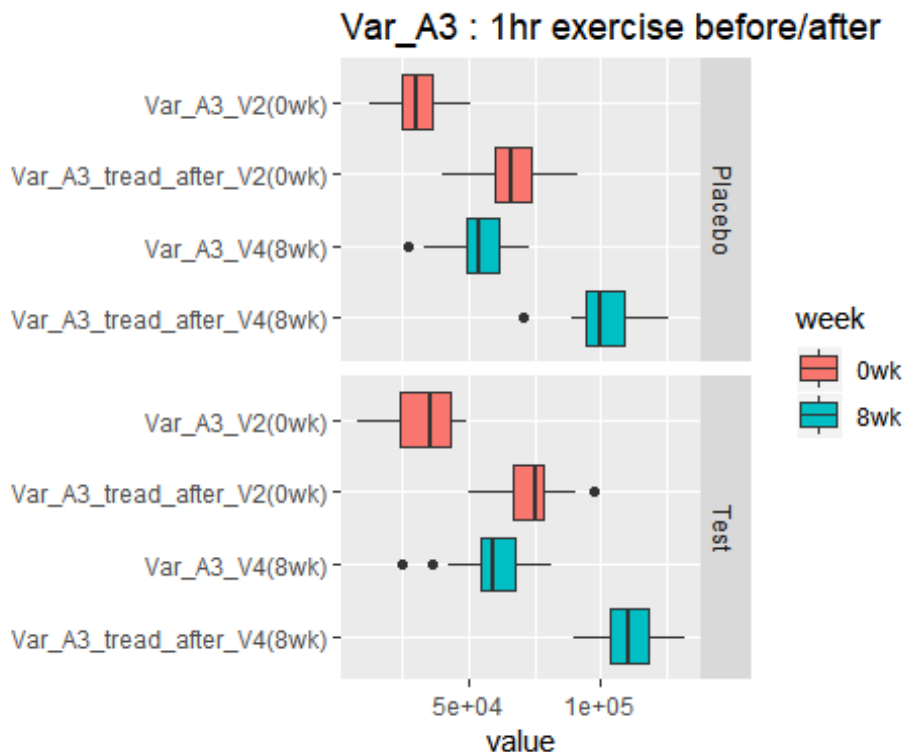 Var_A3 : 1hr exercise before/after
Var_A3_V2(0wk)
Var_A3_tread_after_V2(0wk)
Var_A3_V4(8wk)
Var_A3_tread_after_V4(8wk)
Placebo
Var_A3_V2(0wk)
Var_A3_tread_after_V2(0wk)
Var_A3_V4(8wk)
Var_A3_tread_after_V4(8wk)
Test
5e+04 1e+05
value
week
0wk
8wk